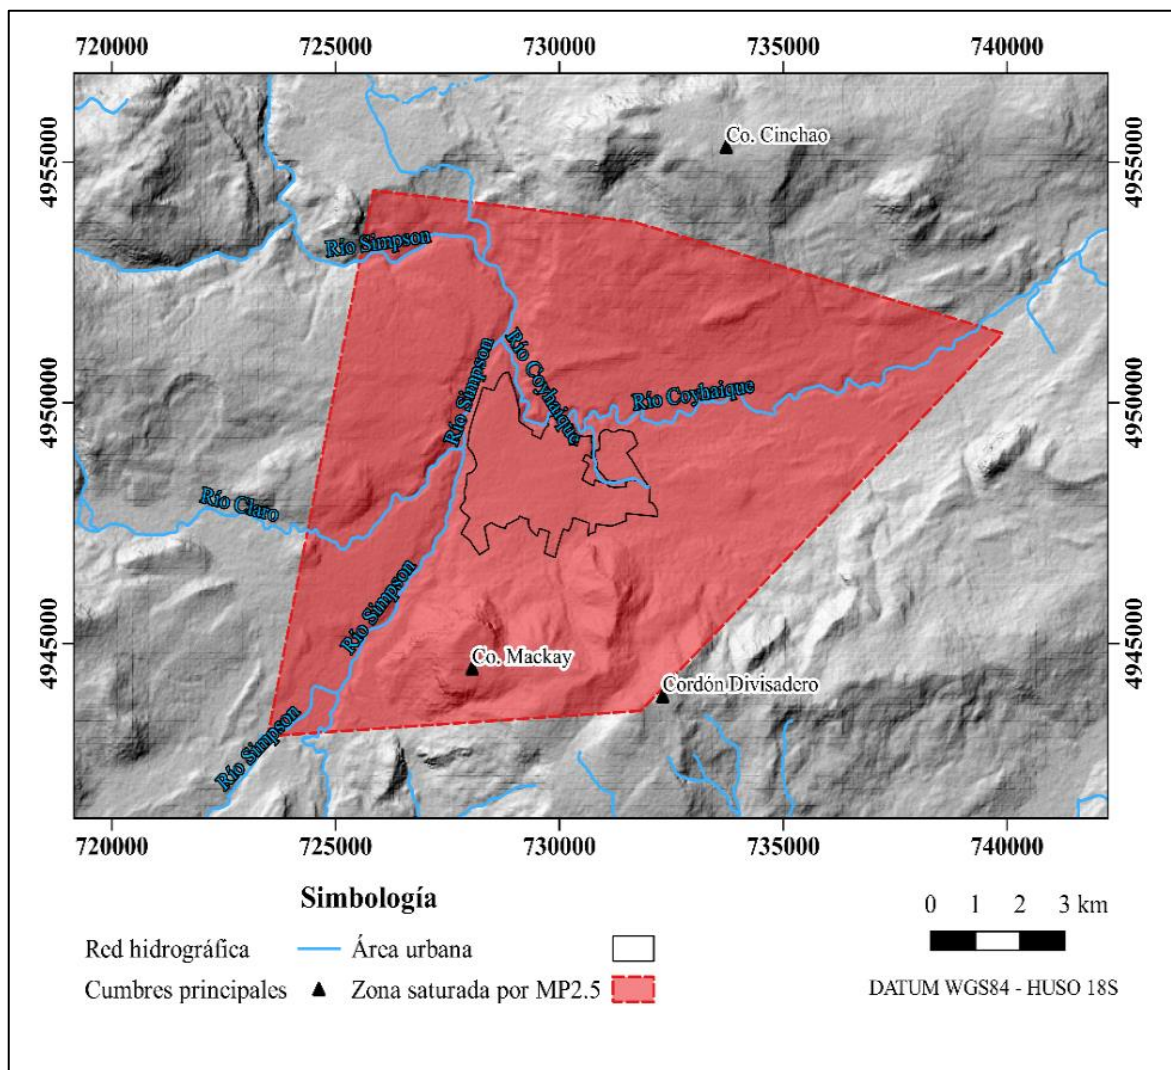 720000 725000 730000 735000 740000
Co. Cinchao
4955000 4955000
Río Simpson
Río Simpson
Río Coyhaique
Río Coyhaique
4950000 4950000
Río Claro
Río Simpson
4945000 4945000
Co. Mackay
Cordón Divisadero
Río Simpson
720000 725000 730000 735000 740000
Simbología
0 1 2 3 km
Red hidrográfica Área urbana
Cumbres principales Zona saturada por MP2.5
DATUM WGS84 - HUSO 18S